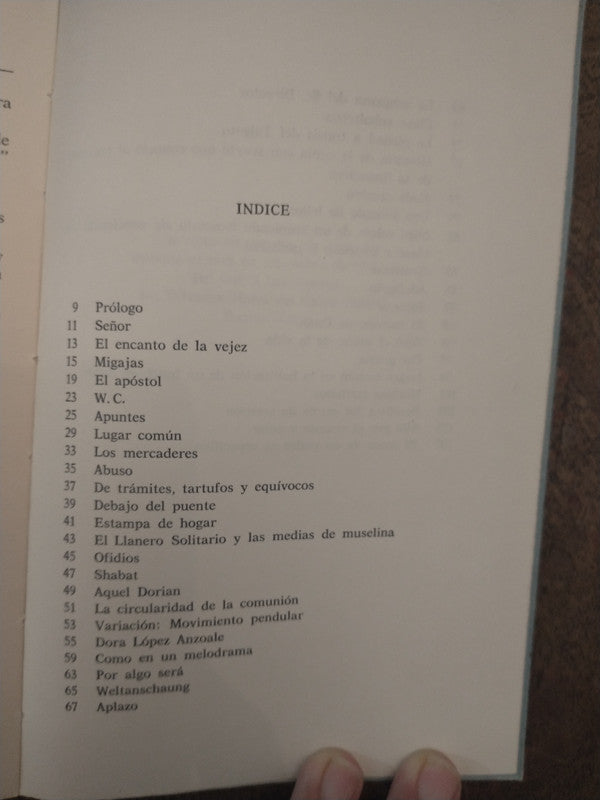 INDICE
9 Prólogo
11 Señor
13 El encanto de la vejez
15 Migajas
19 El apóstol
23 W.C.
25 Apuntes
29 Lugar común
33 Los mercaderes
35 Abuso
37 De trámites, tartufos y equívocos
39 Debajo del puente
41 Estampa de hogar
43 El Llanero Solitario y las medias de muselina
45 Ofidios
47 Shabat
49 Aquel Dorian
51 La circularidad de la comunión
53 Variación: Movimiento pendular
55 Dora López Anzoale
59 Como en un melodrama
63 Por algo será
65 Weltanschaung
67 Aplazo